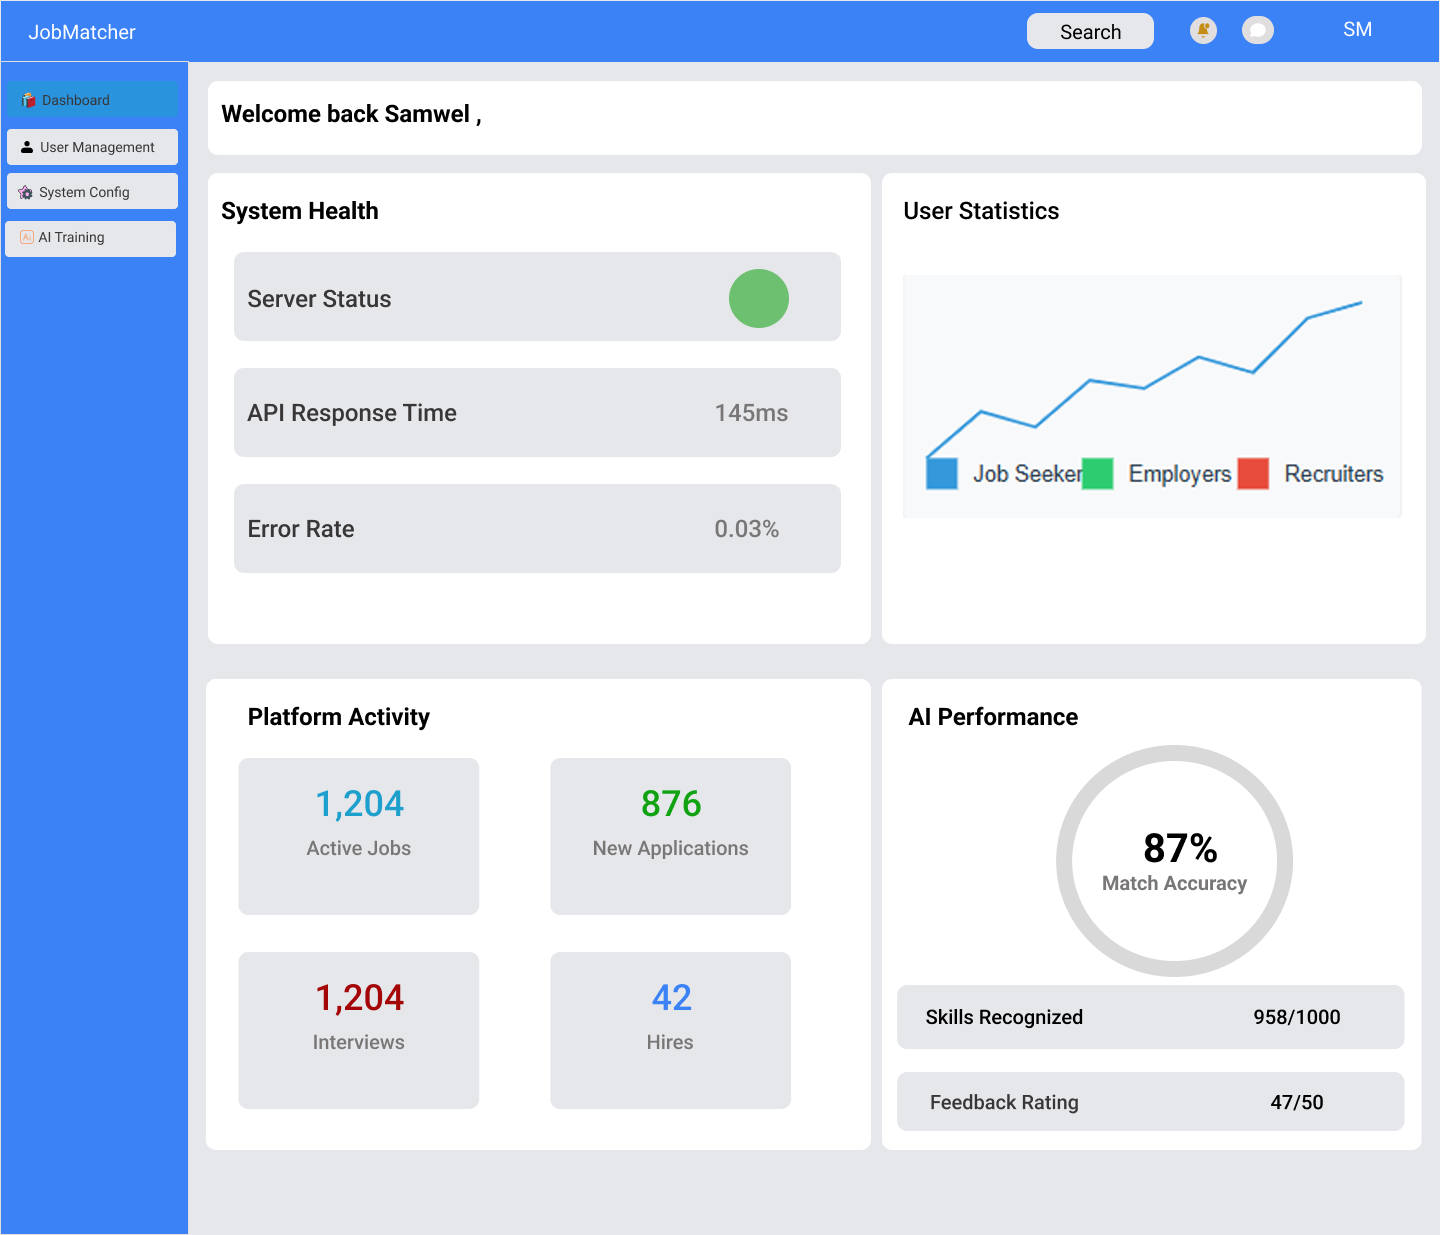 JobMatcher
Search
SM
Dashboard
User Management
System Config
Ai
AI Training
Welcome back Samwel ,
System Health
Server Status
API Response Time
145ms
Error Rate
0.03%
User Statistics
Job Seeker
Employers
Recruiters
Platform Activity
1,204
Active Jobs
876
New Applications
1,204
Interviews
42
Hires
AI Performance
87%
Match Accuracy
Skills Recognized
958/1000
Feedback Rating
47/50